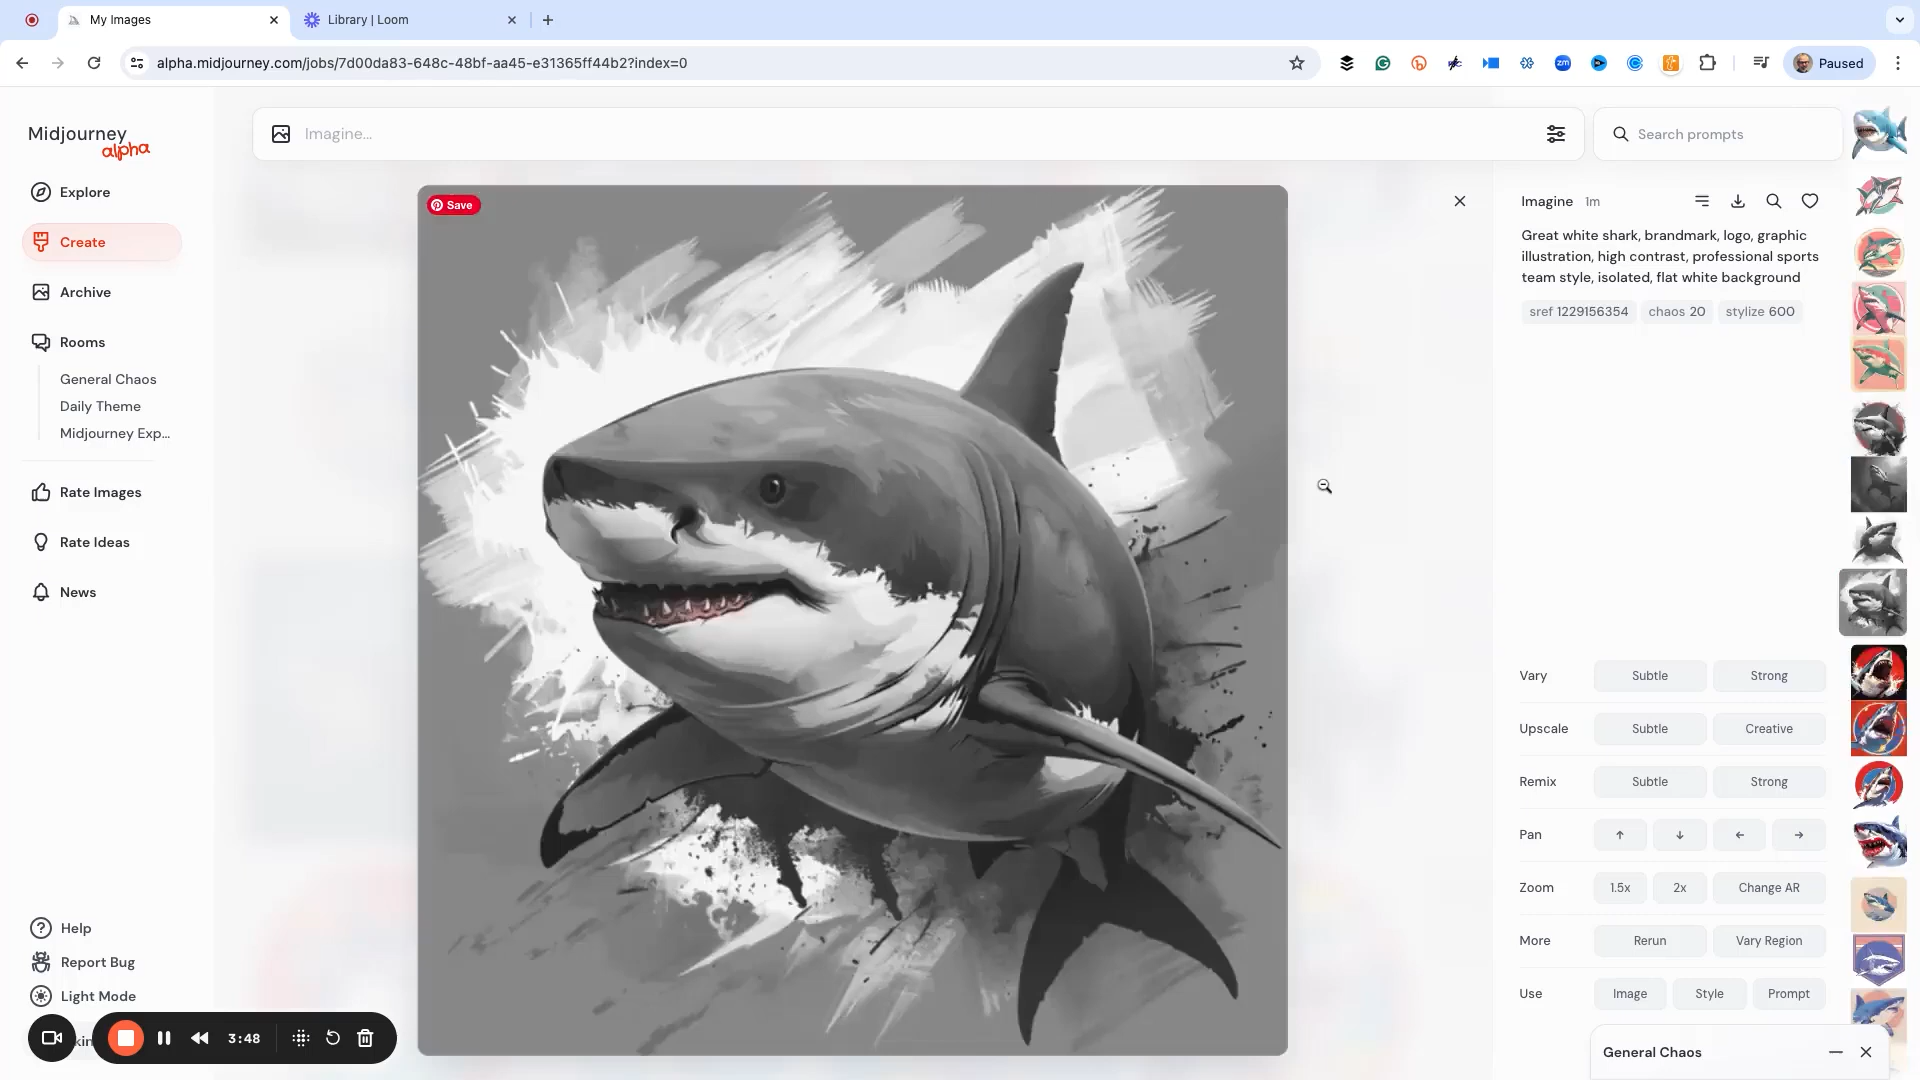 My Images
Library | Loom
alpha.midjourney.com/jobs/7d00da83-648c-48bf-aa45-e31365ff44b2?index=0
zm
Paused
Midjourney
alpha
Imagine...
Search prompts
Explore
Create
Archive
Rooms
General Chaos
Daily Theme
Midjourney Exp...
Rate Images
Rate Ideas
News
Help
Report Bug
Light Mode
3:48
Save
Imagine 1m
Great white shark, brandmark, logo, graphic
illustration, high contrast, professional sports
team style, isolated, flat white background
sref 1229156354 chaos 20 stylize 600
Vary Subtle Strong
Upscale Subtle Creative
Remix Subtle Strong
Pan ↑ ↓ ← →
Zoom 1.5x 2x Change AR
More Rerun Vary Region
Use Image Style Prompt
General Chaos